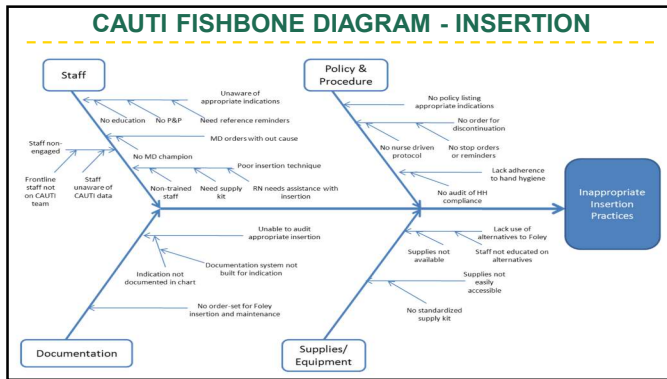 CAUTI FISHBONE DIAGRAM - INSERTION
Staff
Policy &
Procedure
Unaware of
appropriate indications
No education
No P&P
Need reference reminders
MD orders with out cause
Staff non-
engaged
No MD champion
Poor insertion technique
Frontline
staff not
on CAUTI
team
Staff
unaware of
CAUTI data
Non-trained
staff
Need supply
kit
RN needs assistance with
insertion
No policy listing
appropriate indications
No order for
discontinuation
No nurse driven
protocol
No stop orders
or reminders
Lack adherence
to hand hygiene
No audit of HH
compliance
Inappropriate
Insertion
Practices
Unable to audit
appropriate insertion
Documentation system not
built for indication
Indication not
documented in chart
No order-set for Foley
insertion and maintenance
Lack use of
alternatives to Foley
Supplies not
available
Staff not educated on
alternatives
Supplies not
easily
accessible
No standardized
supply kit
Documentation
Supplies/
Equipment